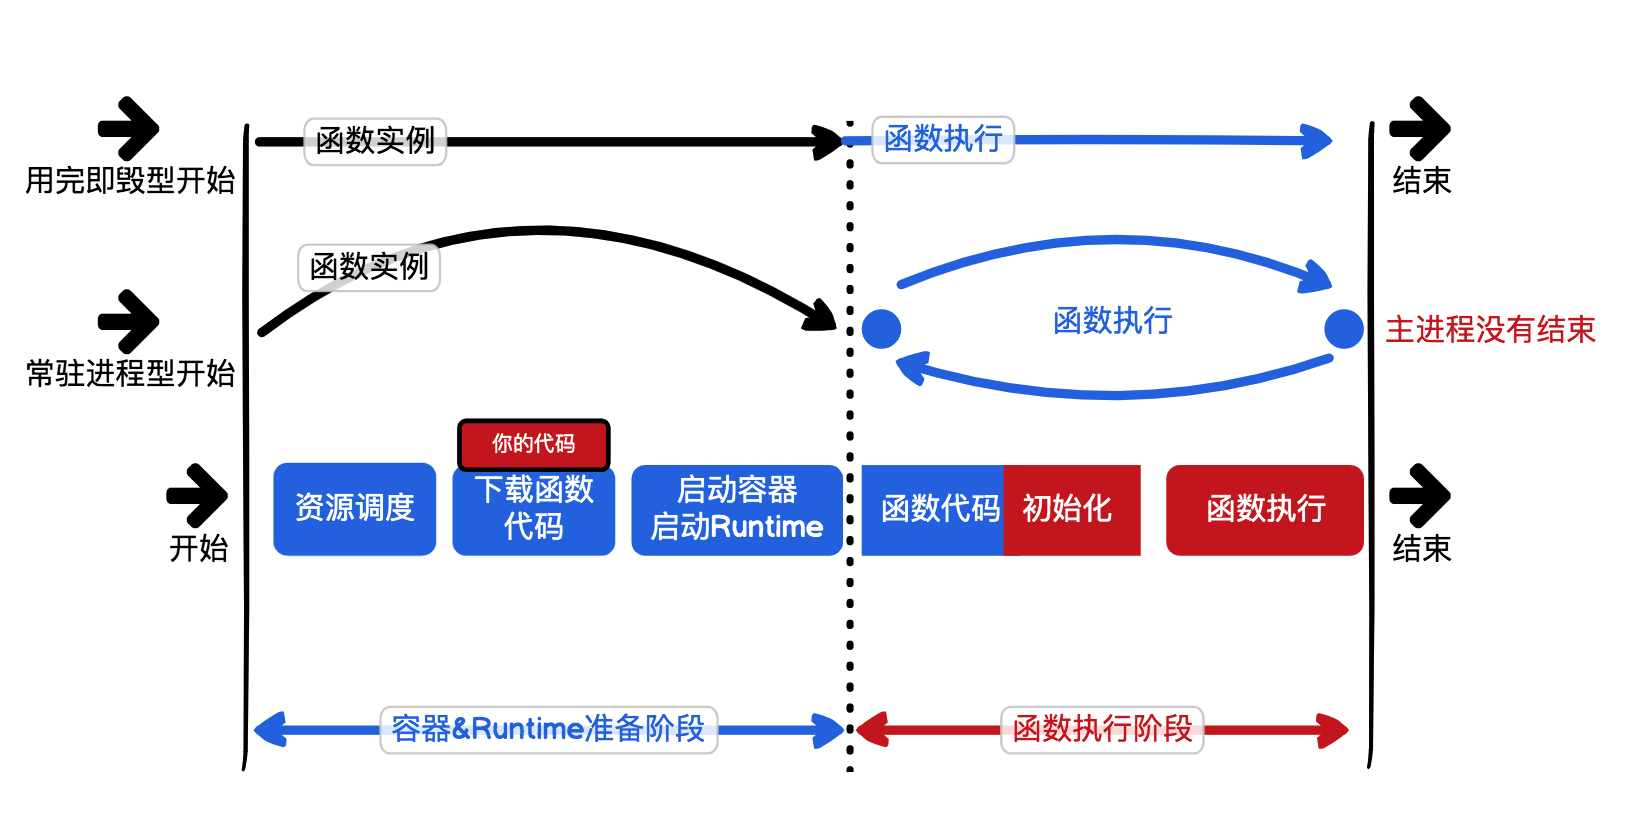 函数实例
函数执行
用完即毁型开始
结束
函数实例
函数执行
主进程没有结束
常驻进程型开始
你的代码
资源调度
下载函数
代码
启动容器
启动Runtime
函数代码
初始化
函数执行
开始
结束
容器&Runtime准备阶段
函数执行阶段